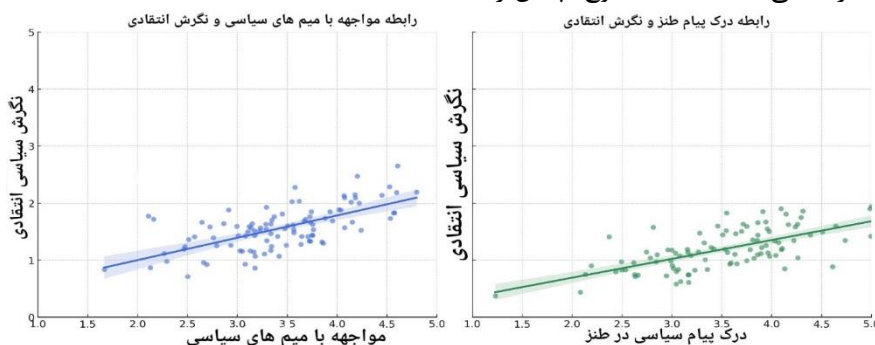 رابطه درک پیام طنز و نگرش انتقادی
نگرش سیاسی انتقادی
1.0 1.5 2.0 2.5 3.0 3.5 4.0 4.5 5.0
درک پیام سیاسی در طنز
رابطه مواجهه با میم های سیاسی و نگرش انتقادی
نگرش سیاسی انتقادی
5
4
3
2
1
0
1.0 1.5 2.0 2.5 3.0 3.5 4.0 4.5 5.0
مواجهه با میم های سیاسی